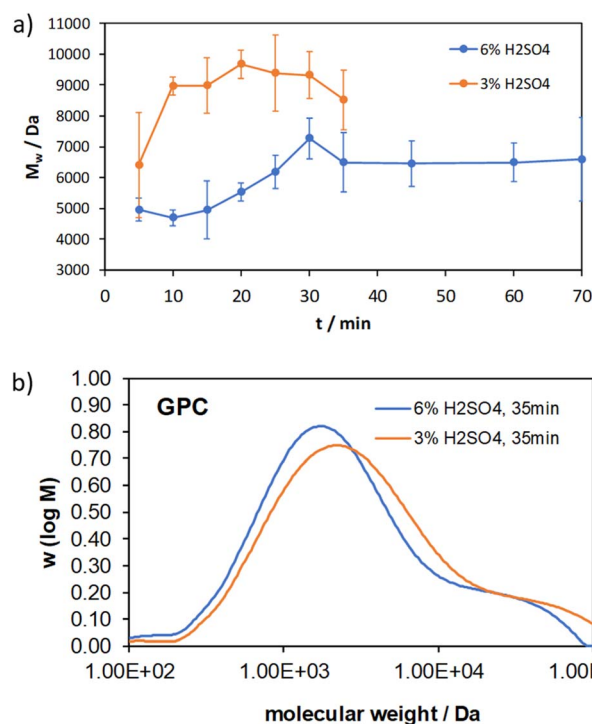 a)
11000
10000
9000
8000
7000
6000
5000
4000
3000
6% H2SO4
3% H2SO4
Mw / Da
0 10 20 30 40 50 60 70
t / min
b)
GPC
1.00
0.90
0.80
0.70
0.60
0.50
0.40
0.30
0.20
0.10
0.00
6% H2SO4, 35min
3% H2SO4, 35min
w (log M)
1.00E+02 1.00E+03 1.00E+04
molecular weight / Da